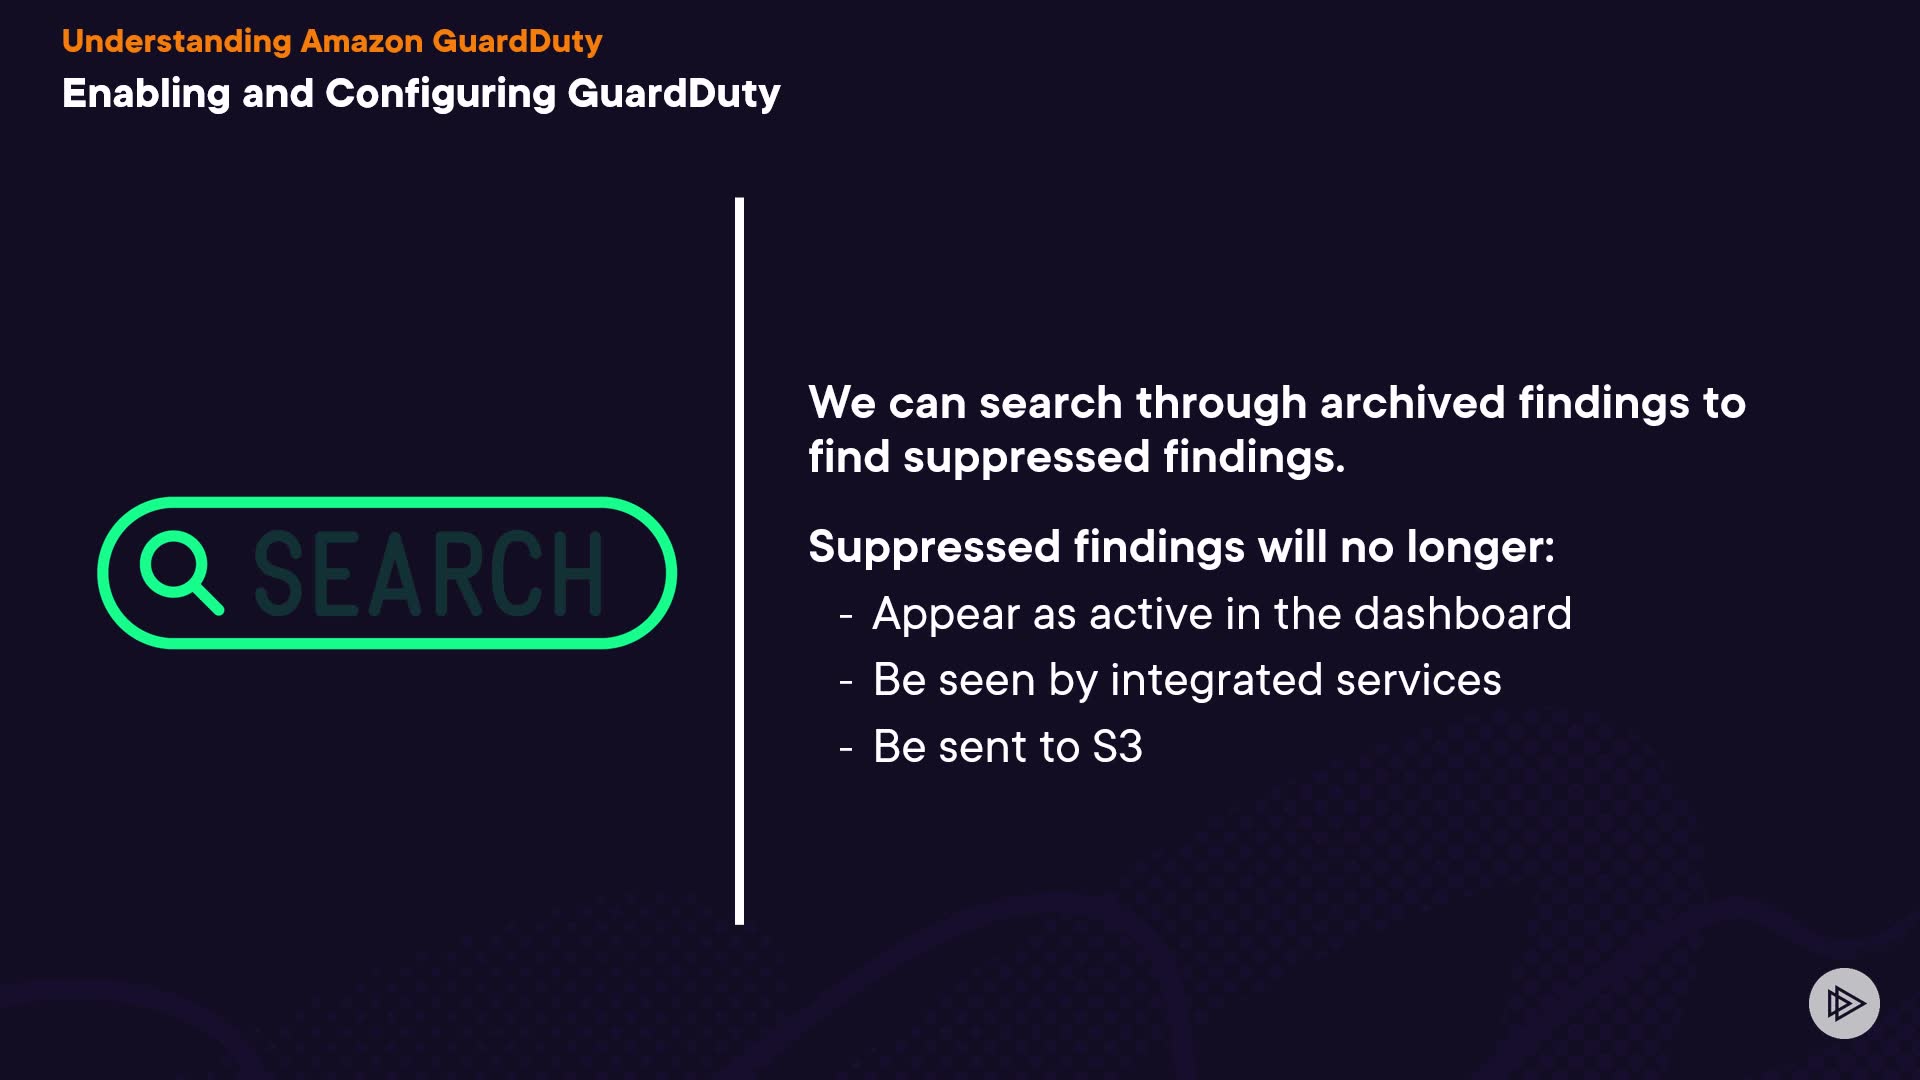 Understanding Amazon GuardDuty
Enabling and Configuring GuardDuty
SEARCH
We can search through archived findings to
find suppressed findings.
Suppressed findings will no longer:
- Appear as active in the dashboard
- Be seen by integrated services
- Be sent to S3